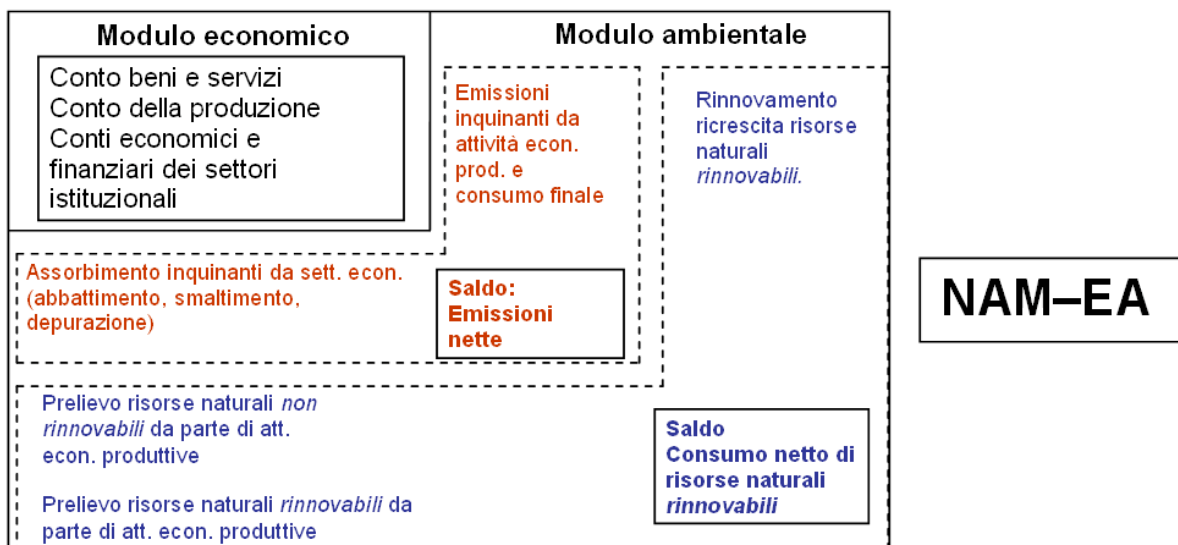 Modulo economico
Conto beni e servizi
Conto della produzione
Conti economici e
finanziari dei settori
istituzionali
Modulo ambientale
Emissioni
inquinanti da
attività econ.
prod. e
consumo finale
Rinnovamento
ricrescita risorse
naturali
rinnovabili.
Assorbimento inquinanti da sett. econ.
(abbattimento, smaltimento,
depurazione)
Saldo:
Emissioni
nette
NAM–EA
Prelievo risorse naturali non
rinnovabili da parte di att.
econ. produttive
Prelievo risorse naturali rinnovabili da
parte di att. econ. produttive
Saldo
Consumo netto di
risorse naturali
rinnovabili